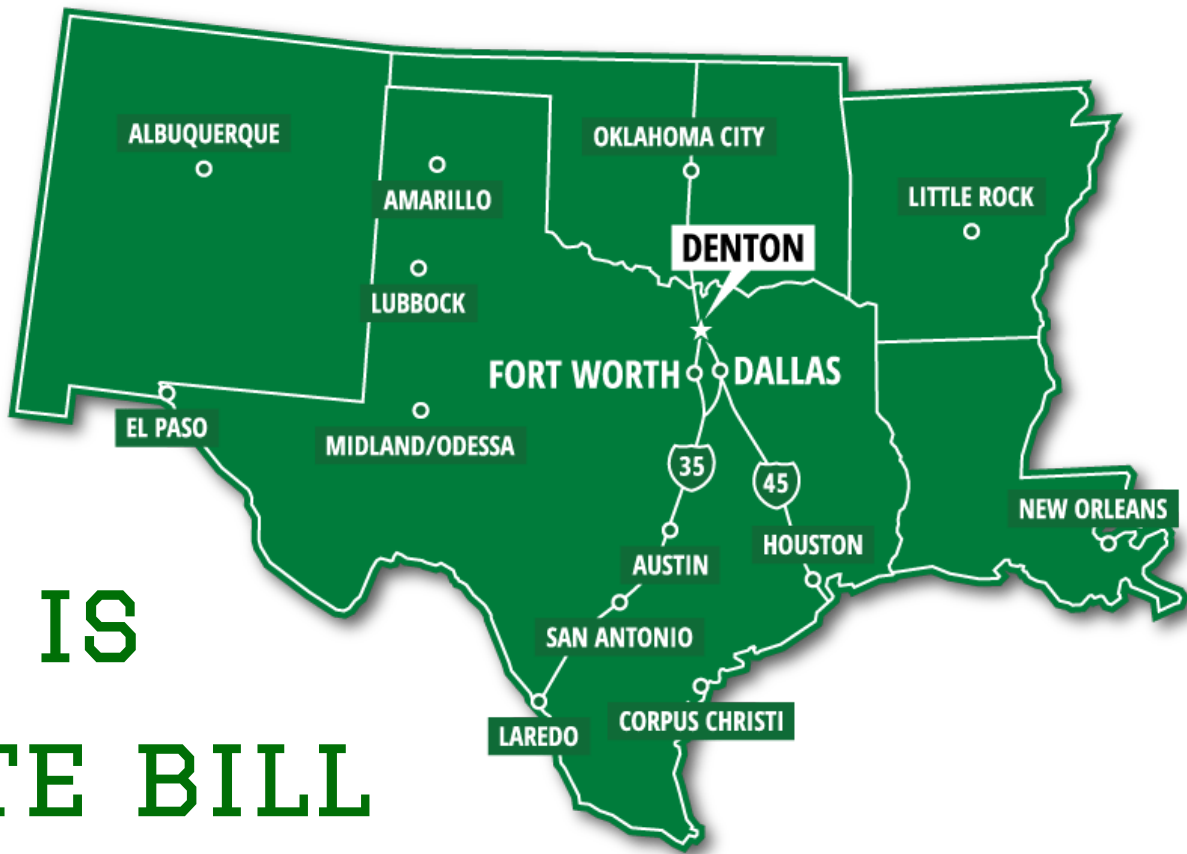 ALBUQUERQUE
OKLAHOMA CITY
AMARILLO
LITTLE ROCK
DENTON
LUBBOCK
FORT WORTH
DALLAS
EL PASO
MIDLAND/ODESSA
35
45
NEW ORLEANS
HOUSTON
AUSTIN
IS
SAN ANTONIO
CORPUS CHRISTI
LAREDO
TE BILL